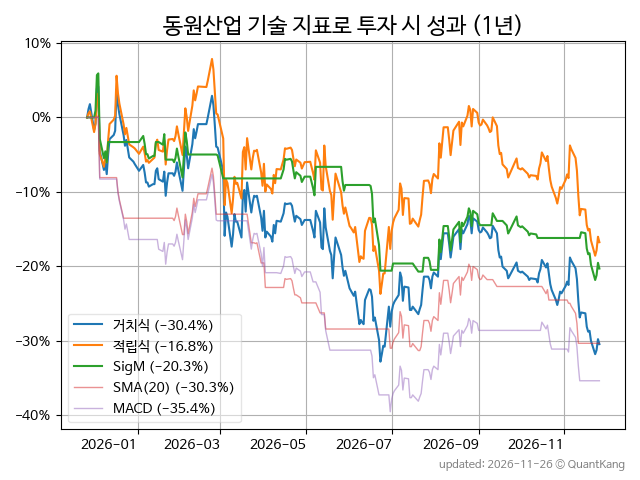 동원산업 기술 지표로 투자 시 성과 (1년)
10%
0%
−10%
−20%
−30%
−40%
거치식 (−30.4%)
적립식 (−16.8%)
SigM (−20.3%)
SMA(20) (−30.3%)
MACD (−35.4%)
2026-01
2026-03
2026-05
2026-07
2026-09
2026-11
updated: 2026-11-26 © QuantKang